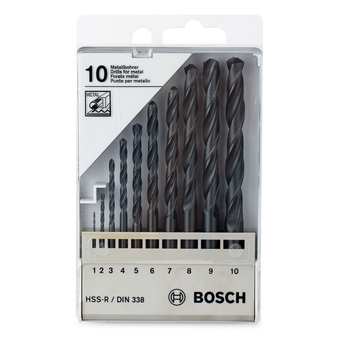 10
Metallbohrer
Drills for metal
Forets métal
Punte per metallo
METAL
1 2 3 4 5 6 7 8 9 10
HSS-R / DIN 338
BOSCH